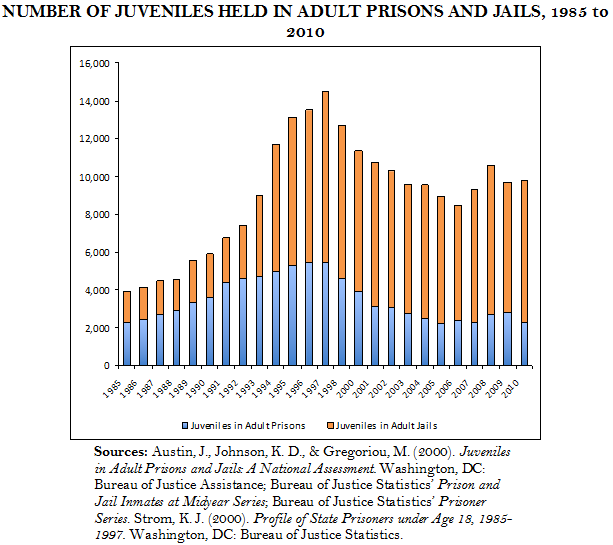 NUMBER OF JUVENILES HELD IN ADULT PRISONS AND JAILS, 1985 to
2010
16,000
14,000
12,000
10,000
8,000
6,000
4,000
2,000
0
1985 1986 1987 1988 1989 1990 1991 1992 1993 1994 1995 1996 1997 1998 2000 2001 2002 2003 2004 2005 2006 2007 2008 2009 2010
Juveniles in Adult Prisons Juveniles in Adult Jails
Sources: Austin, J., Johnson, K. D., & Gregoriou, M. (2000). Juveniles
in Adult Prisons and Jails: A National Assessment. Washington, DC:
Bureau of Justice Assistance; Bureau of Justice Statistics' Prison and
Jail Inmates at Midyear Series; Bureau of Justice Statistics' Prisoner
Series. Strom, K. J. (2000). Profile of State Prisoners under Age 18, 1985-
1997. Washington, DC: Bureau of Justice Statistics.